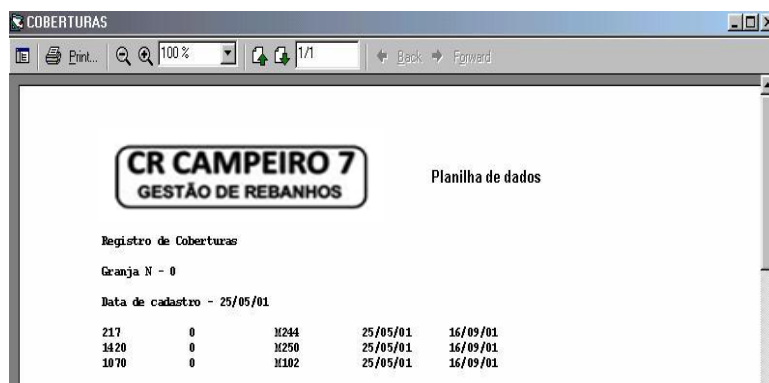 COBERTURAS
Print... 100 % 1/1 Back Forward
CR CAMPEIRO 7
GESTÃO DE REBANHOS
Planilha de dados
Registro de Coberturas
Granja N - 0
Data de cadastro - 25/05/01
217 0 M244 25/05/01 16/09/01
1420 0 M250 25/05/01 16/09/01
1070 0 M102 25/05/01 16/09/01